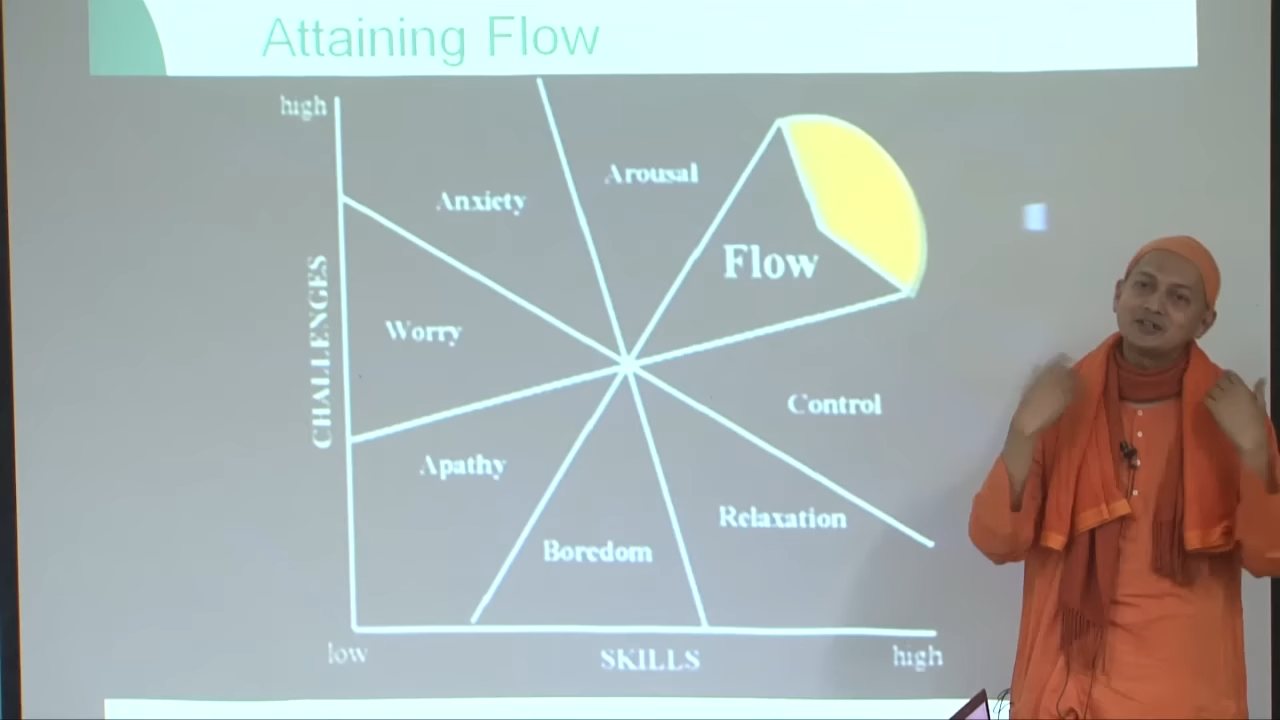 Attaining Flow
high
Arousal
Anxiety
Flow
CHALLENGES
Worry
Control
Apathy
Relaxation
Boredom
low
SKILLS
high